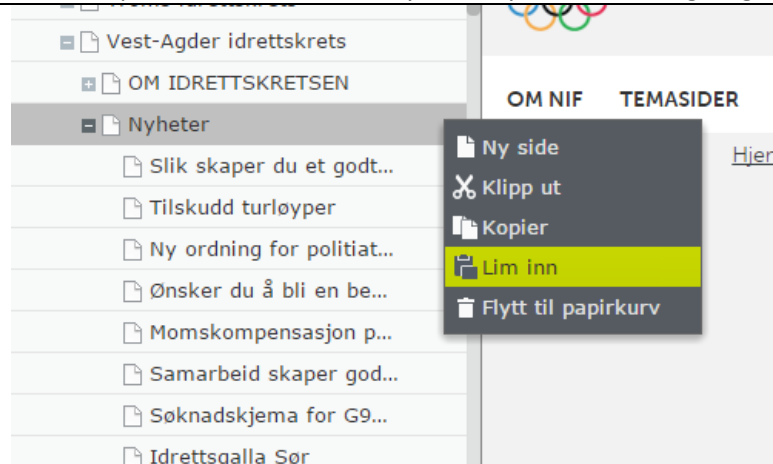 Vest-Agder idrettskrets
OM IDRETTSKRETSEN
Nyheter
Slik skaper du et godt...
Tilskudd turløyper
Ny ordning for politiat...
Ønsker du å bli en be...
Momskompensasjon p...
Samarbeid skaper god...
Søknadskjema for G9...
Idrettsgalla Sør
OM NIF TEMASIDER
Hjer
Ny side
Klipp ut
Kopier
Lim inn
Flytt til papirkurv